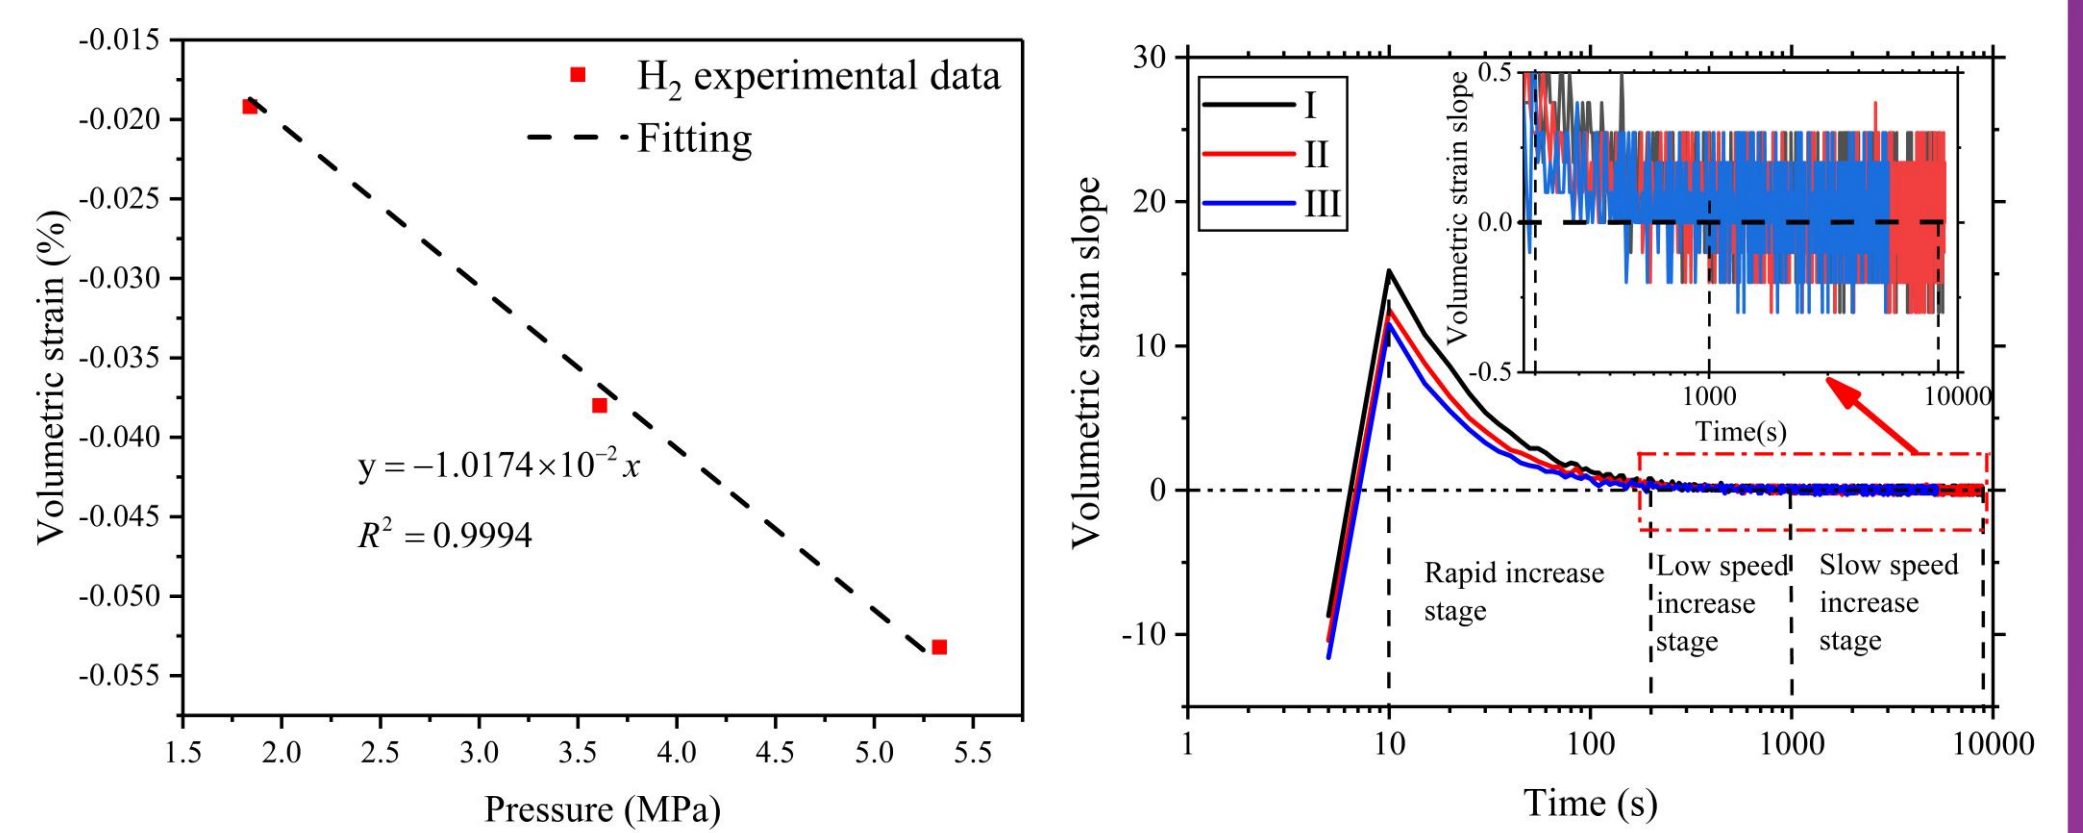 -0.015
-0.020
-0.025
-0.030
-0.035
-0.040
-0.045
-0.050
-0.055
Volumetric strain (%)
H₂ experimental data
Fitting
y = −1.0174×10⁻² x
R² = 0.9994
1.5 2.0 2.5 3.0 3.5 4.0 4.5 5.0 5.5
Pressure (MPa)
30
20
10
0
-10
Volumetric strain slope
I
II
III
0.5
0.0
-0.5
Volumetric strain slope
1000 10000
Time(s)
Rapid increase
stage
Low speed
increase
stage
Slow speed
increase
stage
1 10 100 1000 10000
Time (s)